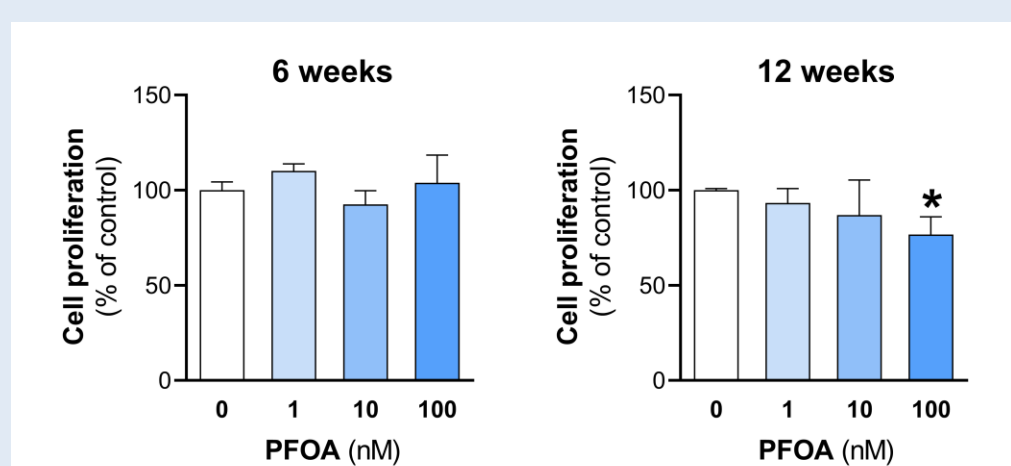 6 weeks
150
100
50
0
Cell proliferation
(% of control)
0 1 10 100
PFOA (nM)
12 weeks
150
100
50
0
Cell proliferation
(% of control)
*
0 1 10 100
PFOA (nM)